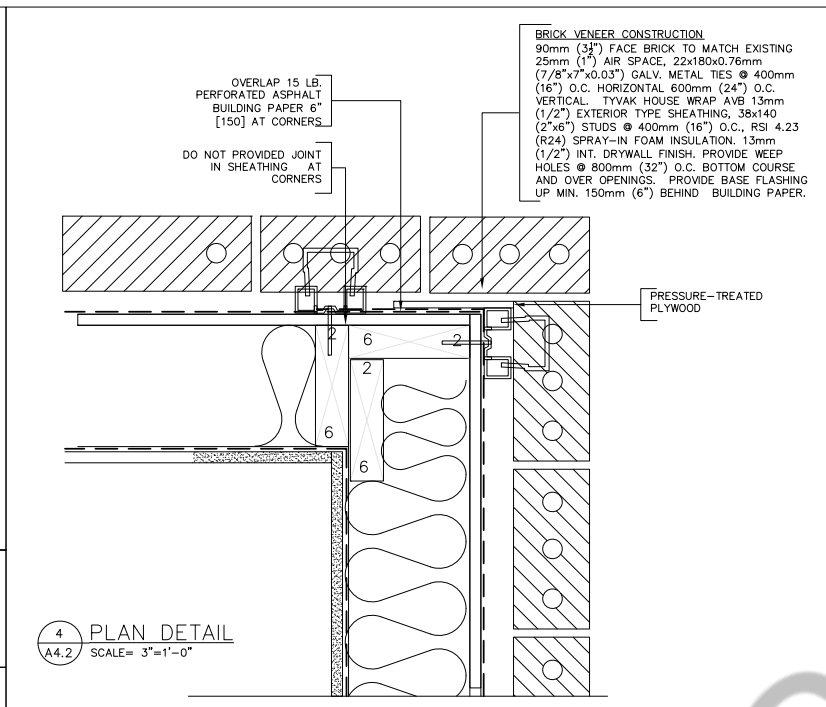 BRICK VENEER CONSTRUCTION
90mm (3½") FACE BRICK TO MATCH EXISTING
25mm (1") AIR SPACE, 22x180x0.76mm
(7/8"x7"x0.03") GALV. METAL TIES @ 400mm
(16") O.C. HORIZONTAL 600mm (24") O.C.
VERTICAL. TYVAK HOUSE WRAP AVB 13mm
(1/2") EXTERIOR TYPE SHEATHING, 38x140
(2"x6") STUDS @ 400mm (16") O.C., RSI 4.23
(R24) SPRAY-IN FOAM INSULATION. 13mm
(1/2") INT. DRYWALL FINISH. PROVIDE WEEP
HOLES @ 800mm (32") O.C. BOTTOM COURSE
AND OVER OPENINGS. PROVIDE BASE FLASHING
UP MIN. 150mm (6") BEHIND BUILDING PAPER.
OVERLAP 15 LB.
PERFORATED ASPHALT
BUILDING PAPER 6"
[150] AT CORNERS
DO NOT PROVIDED JOINT
IN SHEATHING AT
CORNERS
PRESSURE-TREATED
PLYWOOD
2
6
2
2
6
6
4
A4.2
PLAN DETAIL
SCALE= 3"=1'-0"